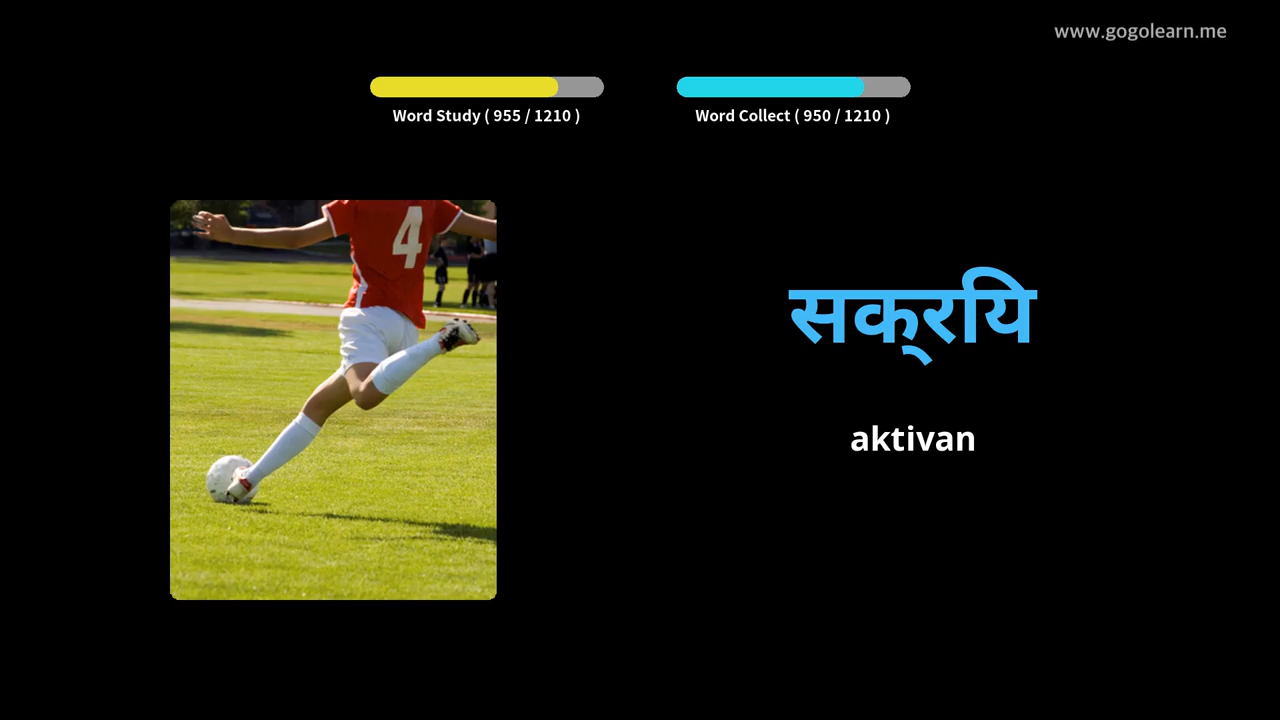 www.gogolearn.me
Word Study ( 955 / 1210 )
Word Collect ( 950 / 1210 )
4
सक्‌रयि
aktivan